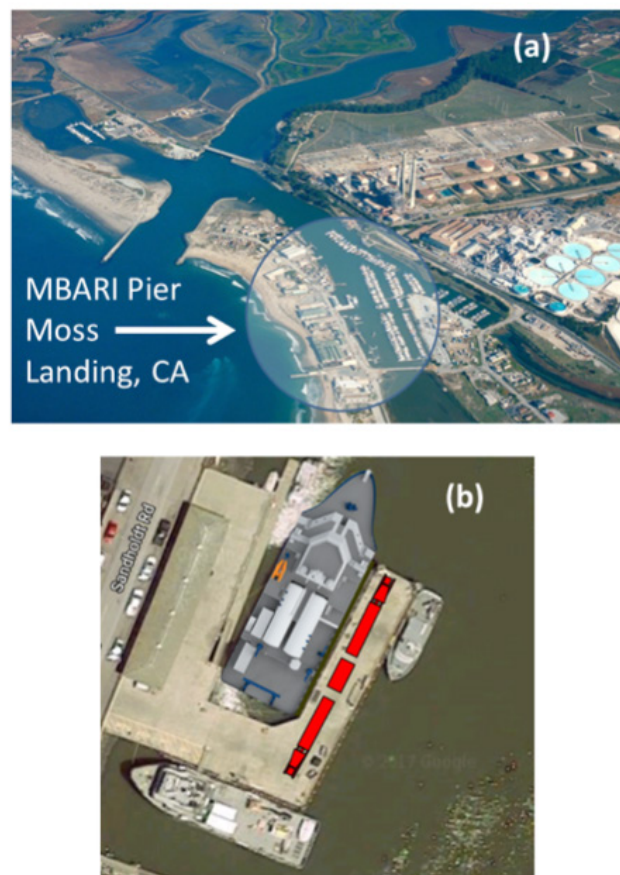 (a)
MBARI Pier
Moss
Landing, CA
(b)
Sandholdt Rd
© 2017 Google